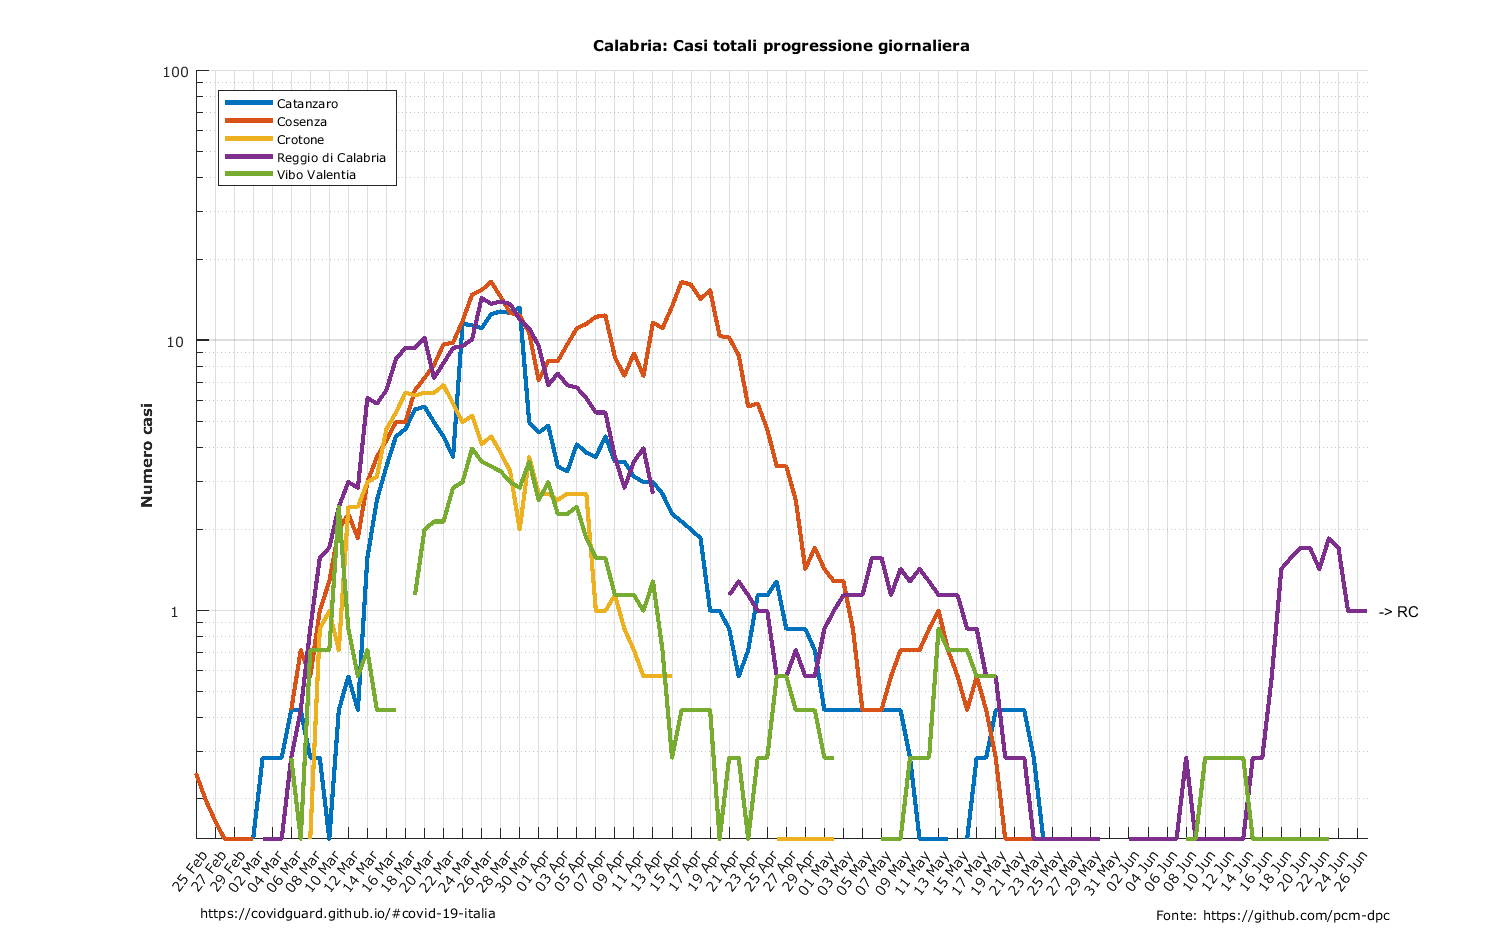 Calabria: Casi totali progressione giornaliera
100
10
1
Numero casi
Catanzaro
Cosenza
Crotone
Reggio di Calabria
Vibo Valentia
-> RC
25 Feb
27 Feb
29 Feb
02 Mar
04 Mar
06 Mar
08 Mar
10 Mar
12 Mar
14 Mar
16 Mar
18 Mar
20 Mar
22 Mar
24 Mar
26 Mar
28 Mar
30 Mar
01 Apr
03 Apr
05 Apr
07 Apr
09 Apr
11 Apr
13 Apr
15 Apr
17 Apr
19 Apr
21 Apr
23 Apr
25 Apr
27 Apr
29 Apr
01 May
03 May
05 May
07 May
09 May
11 May
13 May
15 May
17 May
19 May
21 May
23 May
25 May
27 May
29 May
31 May
02 Jun
04 Jun
06 Jun
08 Jun
10 Jun
12 Jun
14 Jun
16 Jun
18 Jun
20 Jun
22 Jun
24 Jun
26 Jun
https://covidguard.github.io/#covid-19-italia
Fonte: https://github.com/pcm-dpc